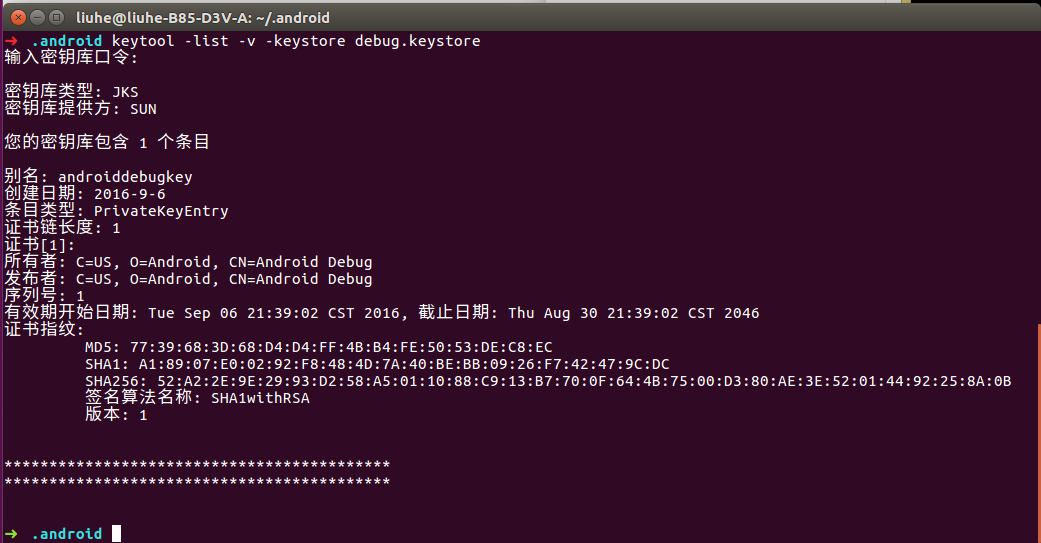 liuhe@liuhe-B85-D3V-A: ~/.android
➜ .android keytool -list -v -keystore debug.keystore
输入密钥库口令:
密钥库类型: JKS
密钥库提供方: SUN
您的密钥库包含 1 个条目
别名: androiddebugkey
创建日期: 2016-9-6
条目类型: PrivateKeyEntry
证书链长度: 1
证书[1]:
所有者: C=US, O=Android, CN=Android Debug
发布者: C=US, O=Android, CN=Android Debug
序列号: 1
有效期开始日期: Tue Sep 06 21:39:02 CST 2016, 截止日期: Thu Aug 30 21:39:02 CST 2046
证书指纹:
MD5: 77:39:68:3D:68:D4:D4:FF:4B:B4:FE:50:53:DE:C8:EC
SHA1: A1:89:07:E0:02:92:F8:48:4D:7A:40:BE:BB:09:26:F7:42:47:9C:DC
SHA256: 52:A2:2E:9E:29:93:D2:58:A5:01:10:88:C9:13:B7:70:0F:64:4B:75:00:D3:80:AE:3E:52:01:44:92:25:8A:0B
签名算法名称: SHA1withRSA
版本: 1
*******************************************
*******************************************
➜ .android